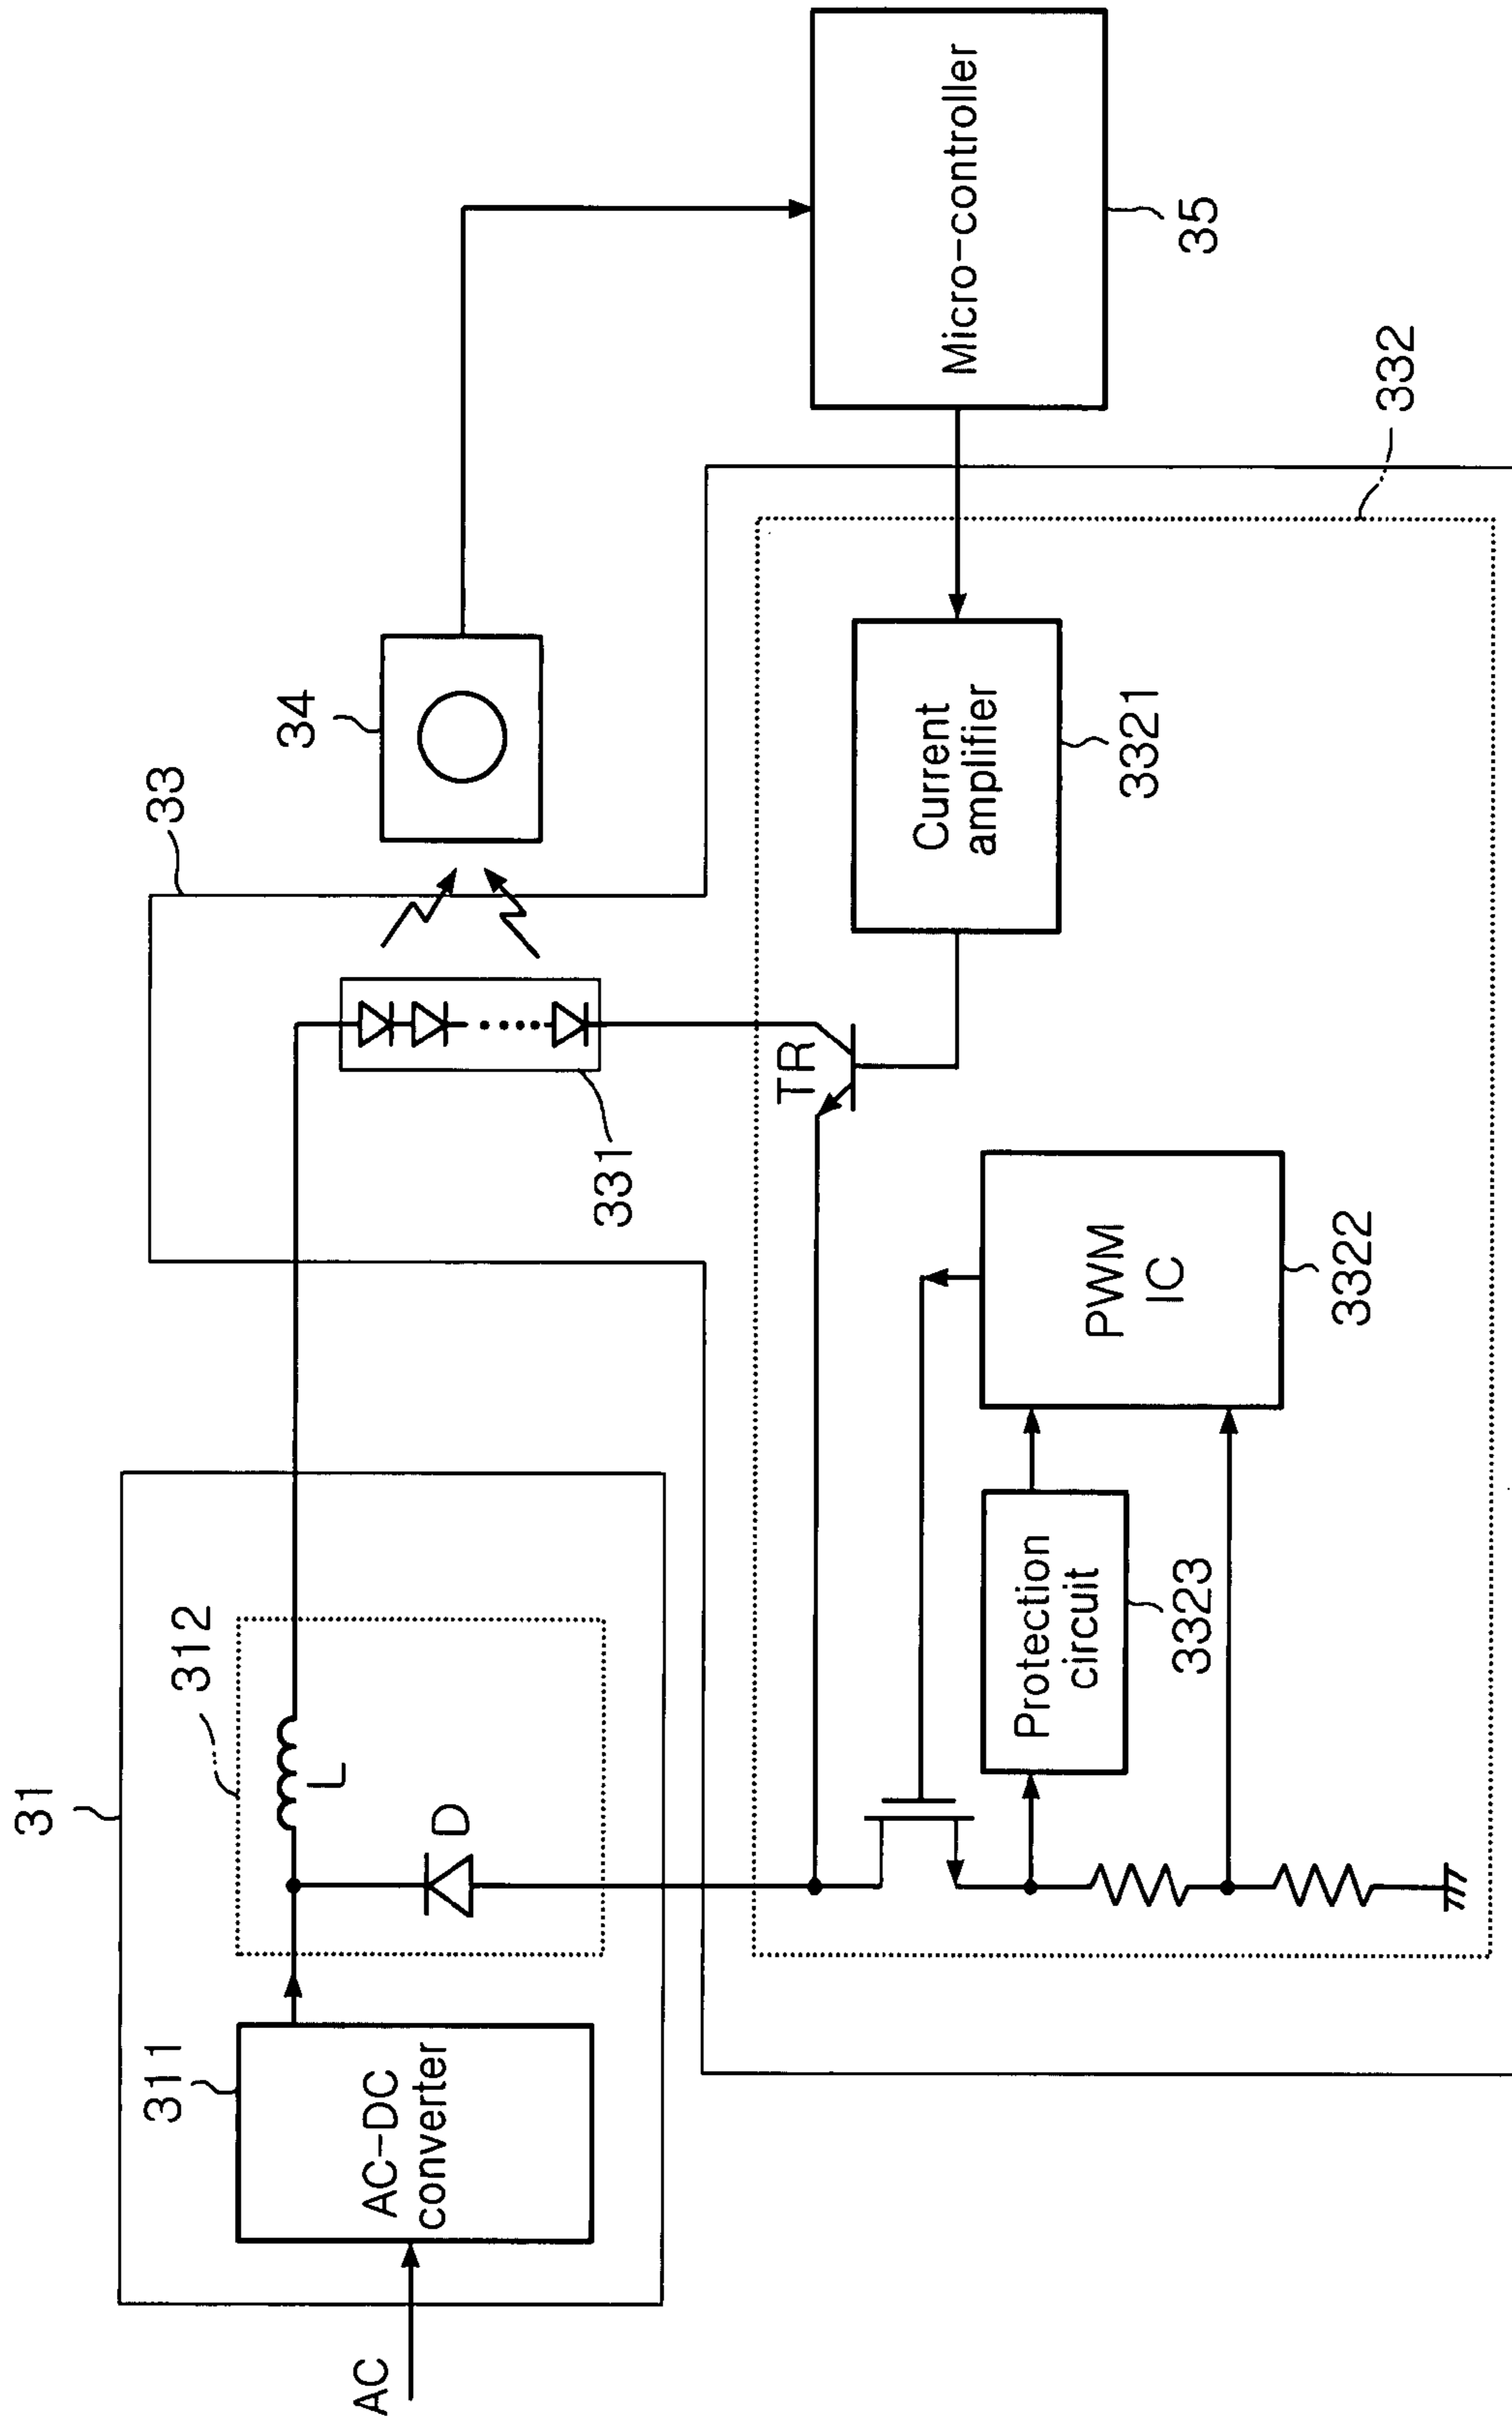 31
312
311
AC
AC-DC
converter
L
D
33
34
331
TR
Micro-controller
35
332
Current
amplifier
3321
PWM
IC
3322
Protection
circuit
3323